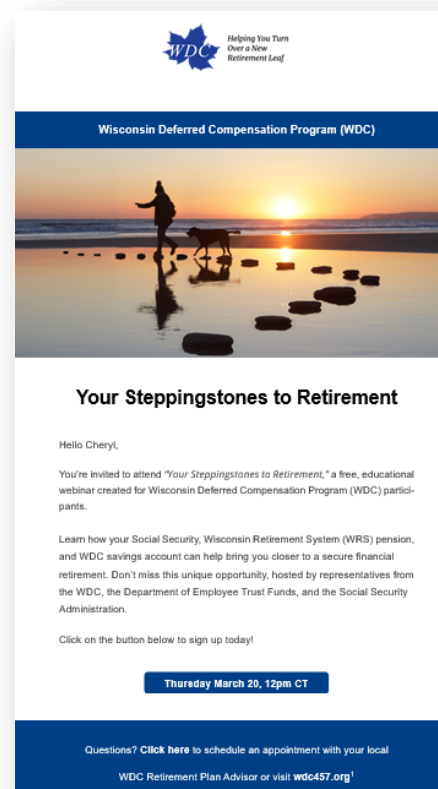 WDC
Helping You Turn
Over a New
Retirement Leaf
Wisconsin Deferred Compensation Program (WDC)
Your Steppingstones to Retirement
Hello Cheryl,
You're invited to attend "Your Steppingstones to Retirement," a free, educational
webinar created for Wisconsin Deferred Compensation Program (WDC) partici-
pants.
Learn how your Social Security, Wisconsin Retirement System (WRS) pension,
and WDC savings account can help bring you closer to a secure financial
retirement. Don't miss this unique opportunity, hosted by representatives from
the WDC, the Department of Employee Trust Funds, and the Social Security
Administration.
Click on the button below to sign up today!
Thursday March 20, 12pm CT
Questions? Click here to schedule an appointment with your local
WDC Retirement Plan Advisor or visit wdc457.org¹